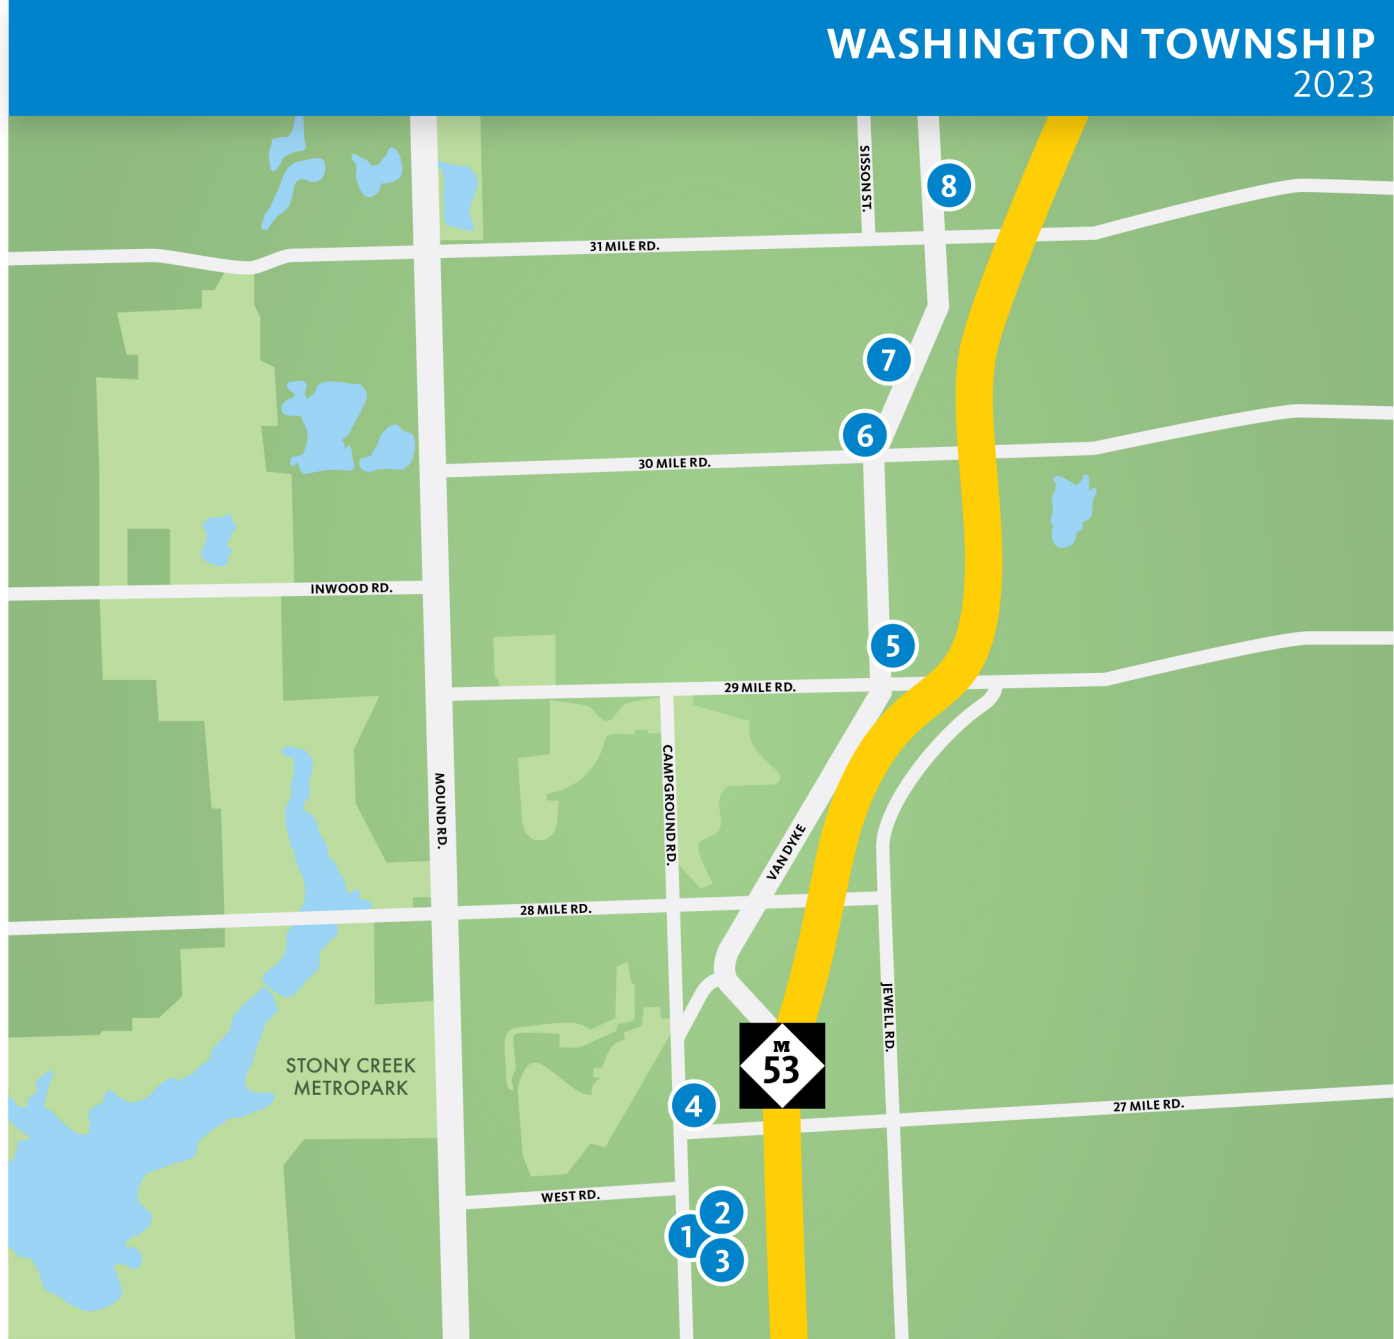 WASHINGTON TOWNSHIP
2023
SISSON ST.
8
31 MILE RD.
7
6
30 MILE RD.
INWOOD RD.
5
29 MILE RD.
CAMPGROUND RD.
MOUND RD.
VAN DYKE
28 MILE RD.
JEWELL RD.
M
53
STONY CREEK
METROPARK
4
27 MILE RD.
WEST RD.
2
1
3